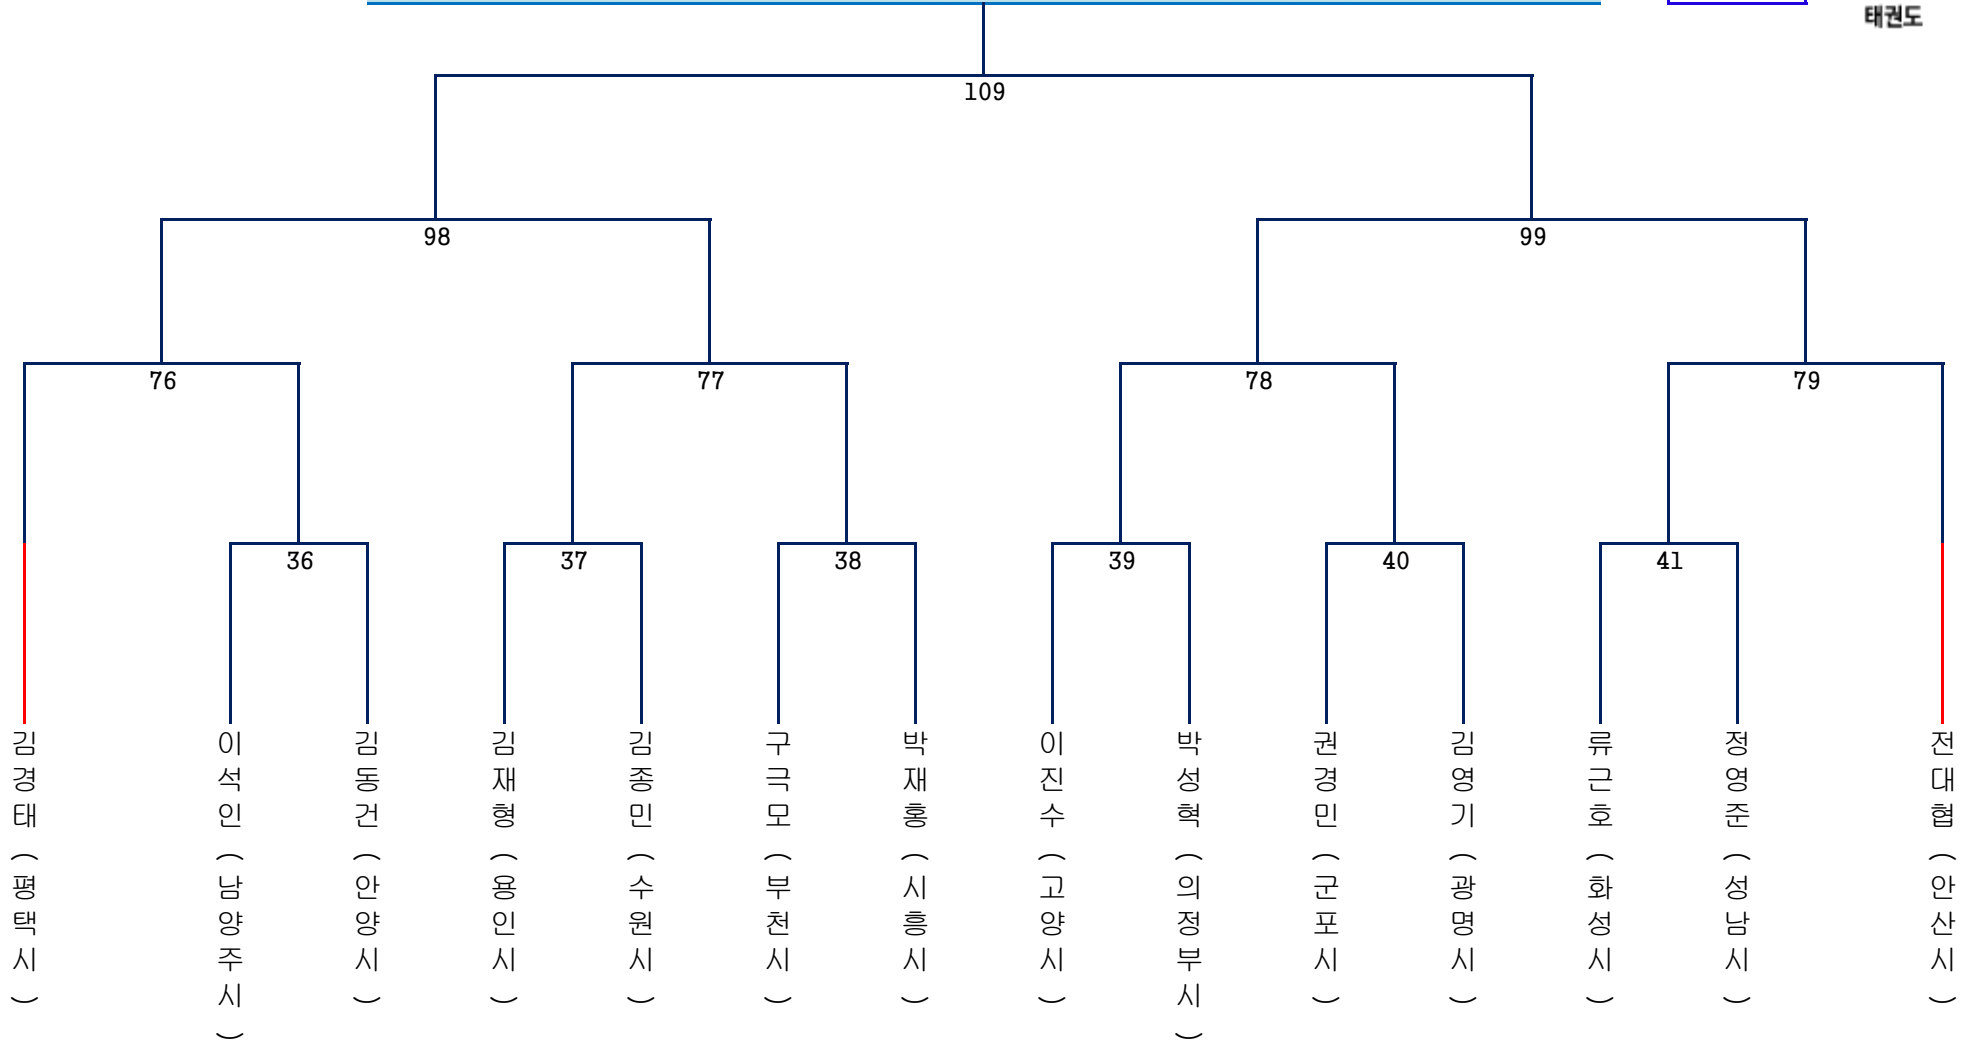 태권도
109
98
99
76
77
78
79
36
37
38
39
40
41
김경태(평택시)
이석인(남양주시)
김동건(안양시)
김재형(용인시)
김종민(수원시)
구극모(부천시)
박재홍(시흥시)
이진수(고양시)
박성혁(의정부시)
권경민(군포시)
김영기(광명시)
류근호(화성시)
정영준(성남시)
전대협(안산시)